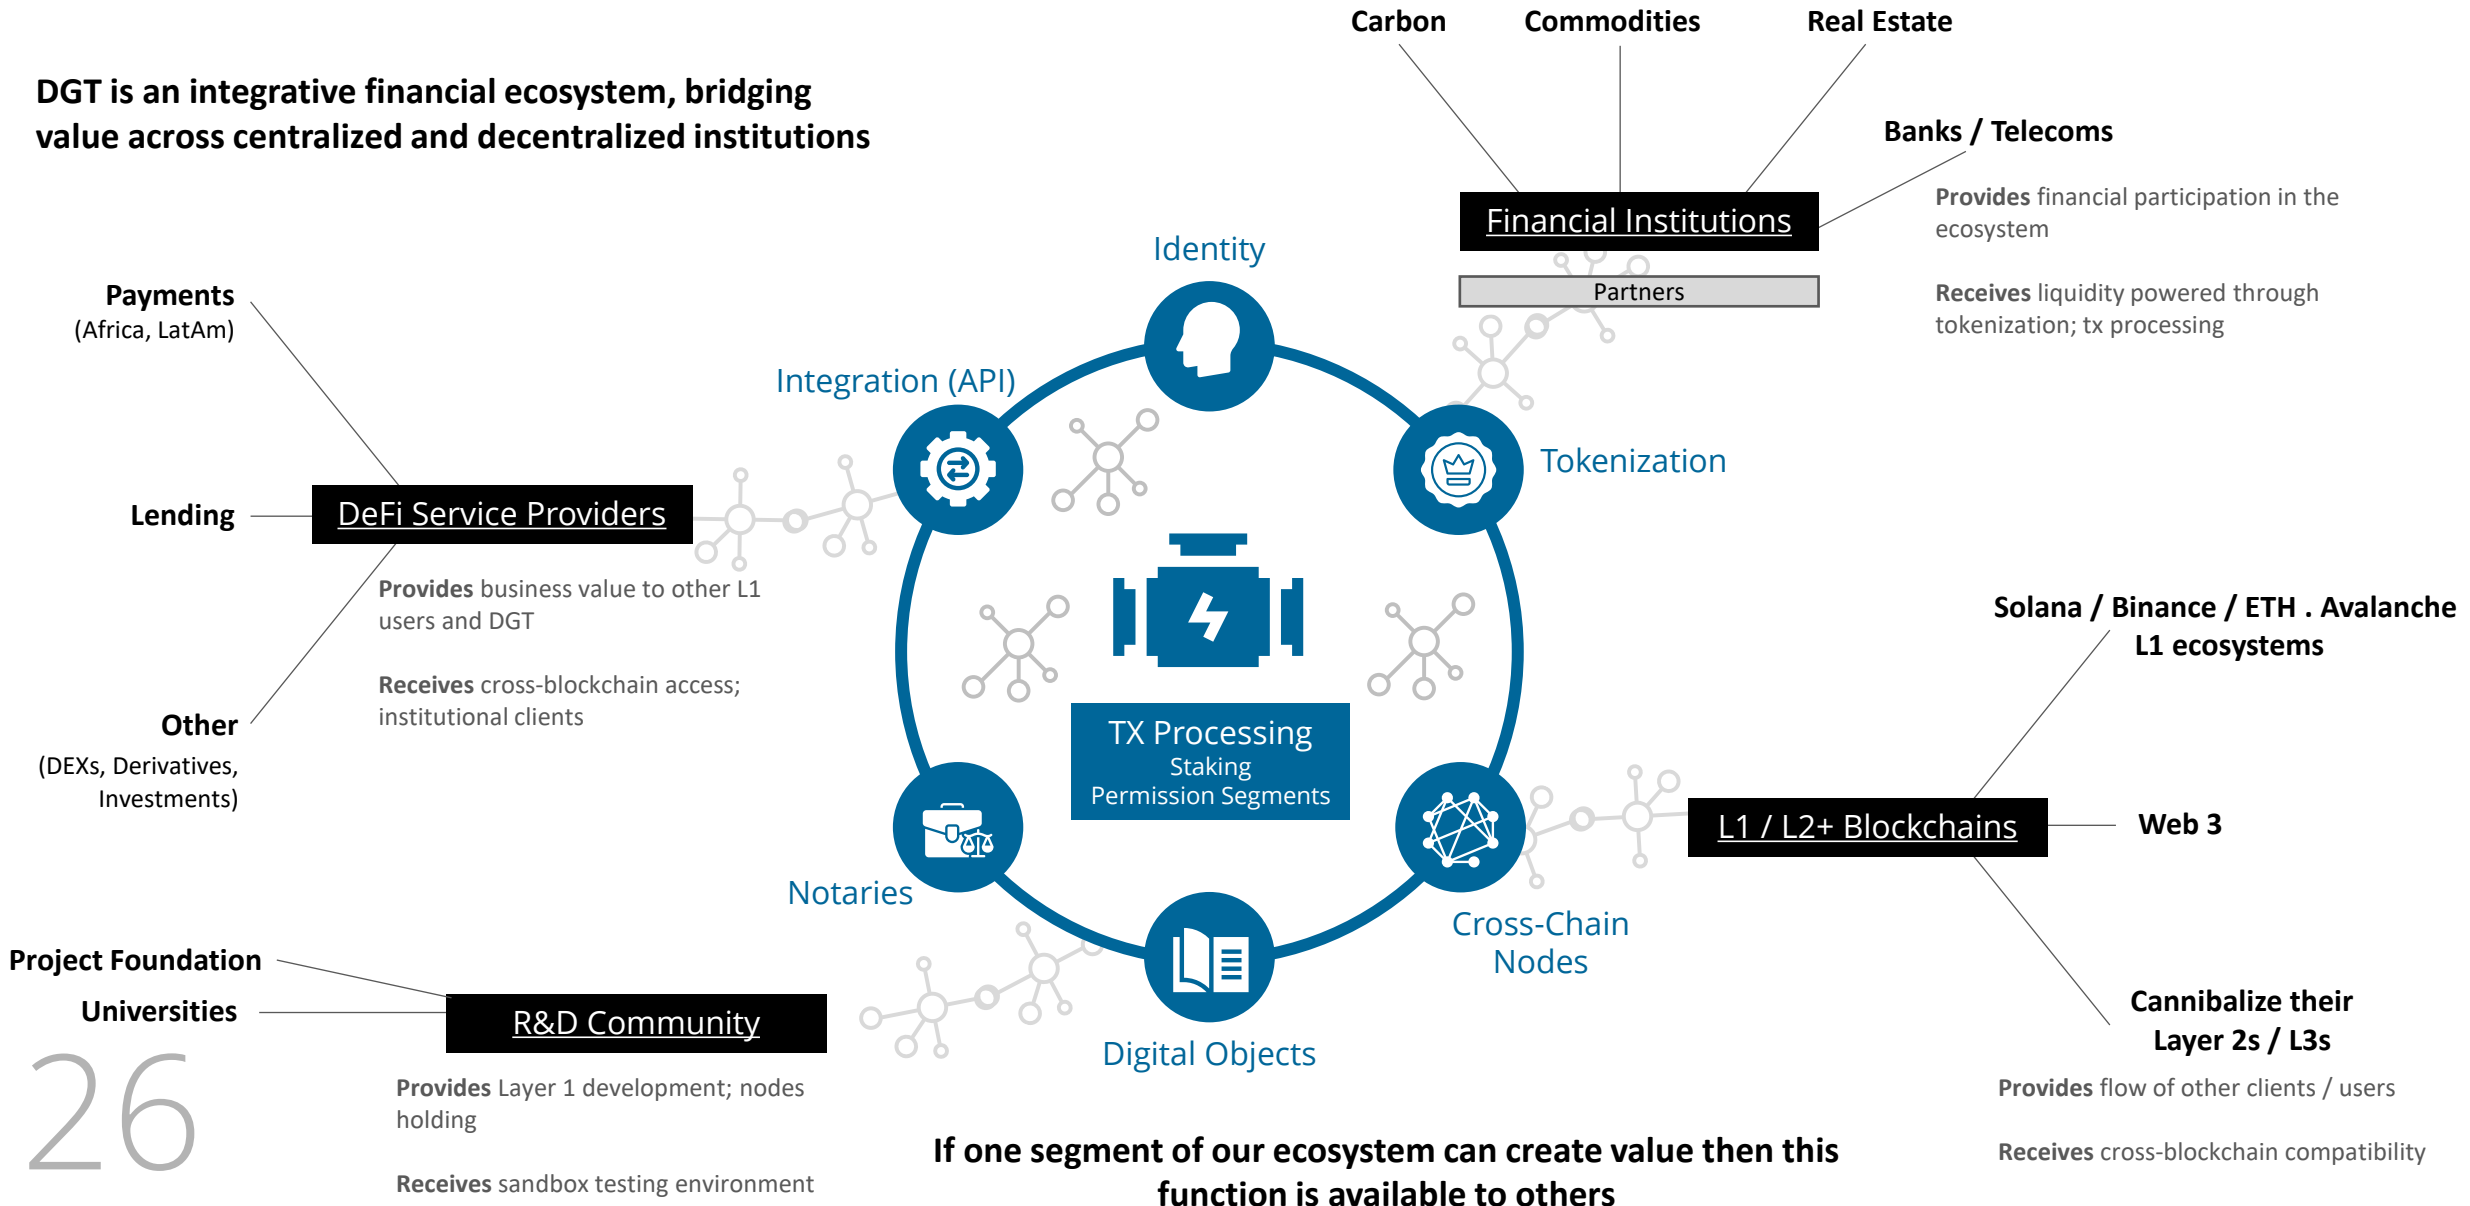 DGT is an integrative financial ecosystem, bridging
value across centralized and decentralized institutions
Carbon
Commodities
Real Estate
Banks / Telecoms
Financial Institutions
Partners
Provides financial participation in the
ecosystem
Receives liquidity powered through
tokenization; tx processing
Identity
Integration (API)
Tokenization
Payments
(Africa, LatAm)
Lending
DeFi Service Providers
Provides business value to other L1
users and DGT
Receives cross-blockchain access;
institutional clients
Other
(DEXs, Derivatives,
Investments)
TX Processing
Staking
Permission Segments
Solana / Binance / ETH . Avalanche
L1 ecosystems
L1 / L2+ Blockchains
Web 3
Cannibalize their
Layer 2s / L3s
Provides flow of other clients / users
Receives cross-blockchain compatibility
Notaries
Cross-Chain
Nodes
Digital Objects
Project Foundation
Universities
R&D Community
Provides Layer 1 development; nodes
holding
Receives sandbox testing environment
26
If one segment of our ecosystem can create value then this
function is available to others